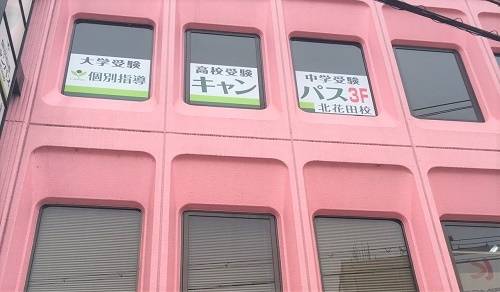 大学受験
個別指導
高校受験
キャン
中学受験
パス3F
北花田校